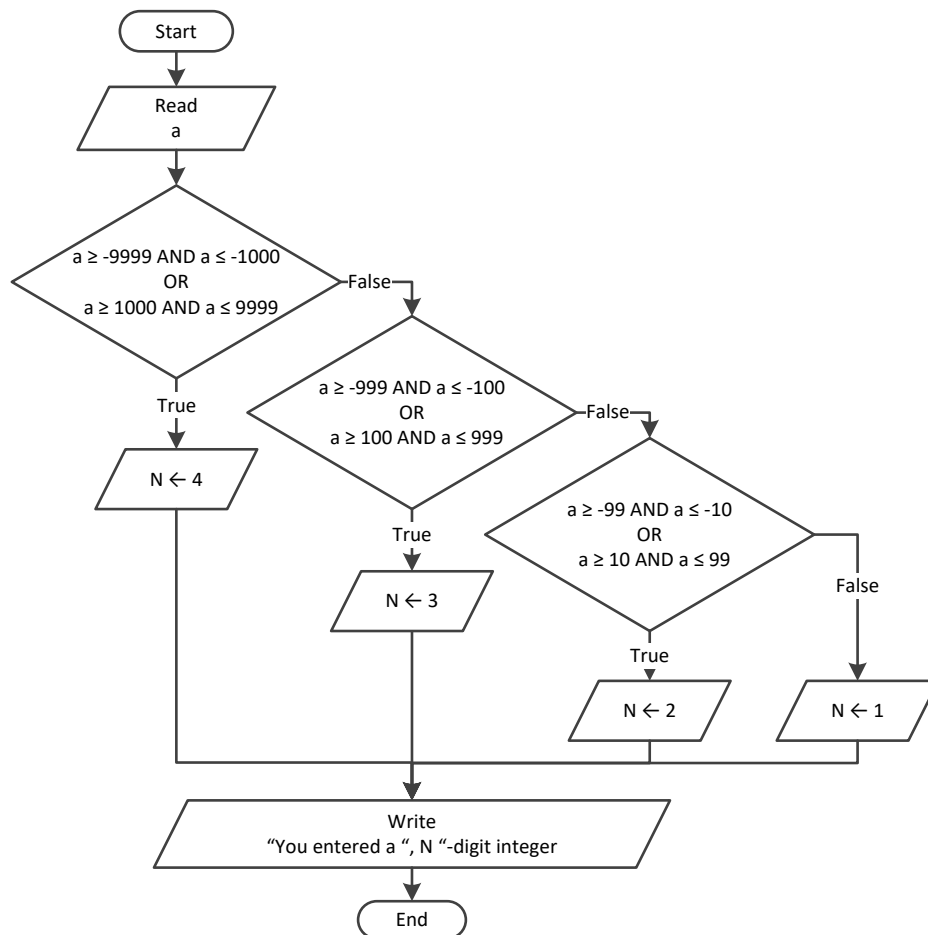 Start
Read
a
a ≥ -9999 AND a ≤ -1000
OR
a ≥ 1000 AND a ≤ 9999
False
True
N ← 4
a ≥ -999 AND a ≤ -100
OR
a ≥ 100 AND a ≤ 999
False
True
N ← 3
a ≥ -99 AND a ≤ -10
OR
a ≥ 10 AND a ≤ 99
False
True
N ← 2
N ← 1
Write
“You entered a “, N “-digit integer
End